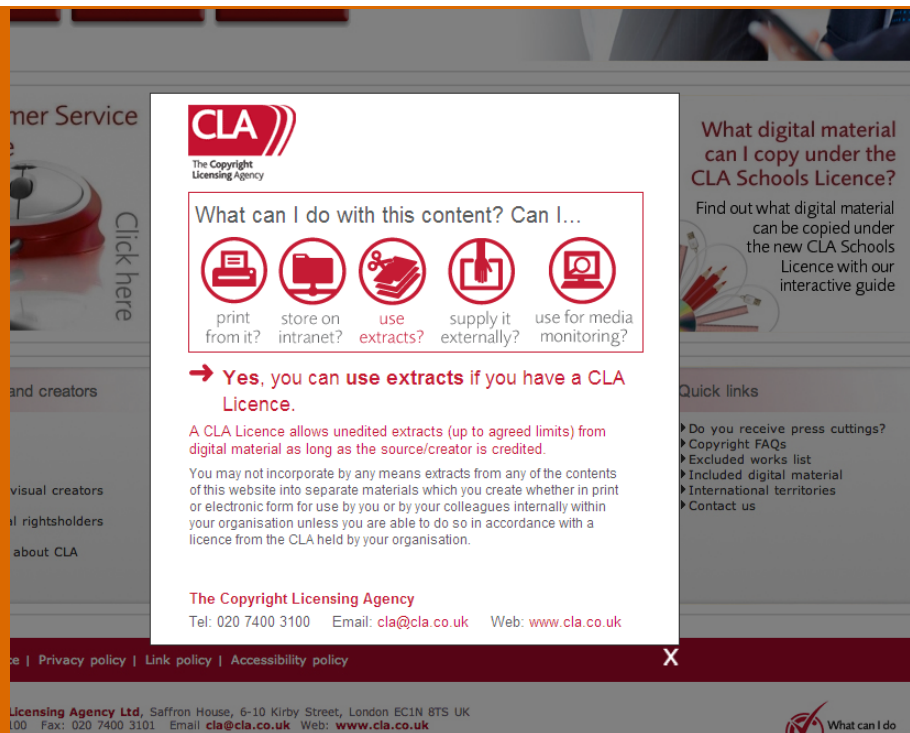 mer Service
e
Click here
CLA
The Copyright
Licensing Agency
What can I do with this content? Can I...
print
from it?
store on
intranet?
use
extracts?
supply it
externally?
use for media
monitoring?
Yes, you can use extracts if you have a CLA
Licence.
A CLA Licence allows unedited extracts (up to agreed limits) from
digital material as long as the source/creator is credited.
You may not incorporate by any means extracts from any of the contents
of this website into separate materials which you create whether in print
or electronic form for use by you or by your colleagues internally within
your organisation unless you are able to do so in accordance with a
licence from the CLA held by your organisation.
The Copyright Licensing Agency
Tel: 020 7400 3100 Email: cla@cla.co.uk Web: www.cla.co.uk
X
What digital material
can I copy under the
CLA Schools Licence?
Find out what digital material
can be copied under
the new CLA Schools
Licence with our
interactive guide
and creators
visual creators
al rightsholders
about CLA
Quick links
Do you receive press cuttings?
Copyright FAQs
Excluded works list
Included digital material
International territories
Contact us
ce | Privacy policy | Link policy | Accessibility policy
Licensing Agency Ltd, Saffron House, 6-10 Kirby Street, London EC1N 8TS UK
100 Fax: 020 7400 3101 Email cla@cla.co.uk Web: www.cla.co.uk
What can I do